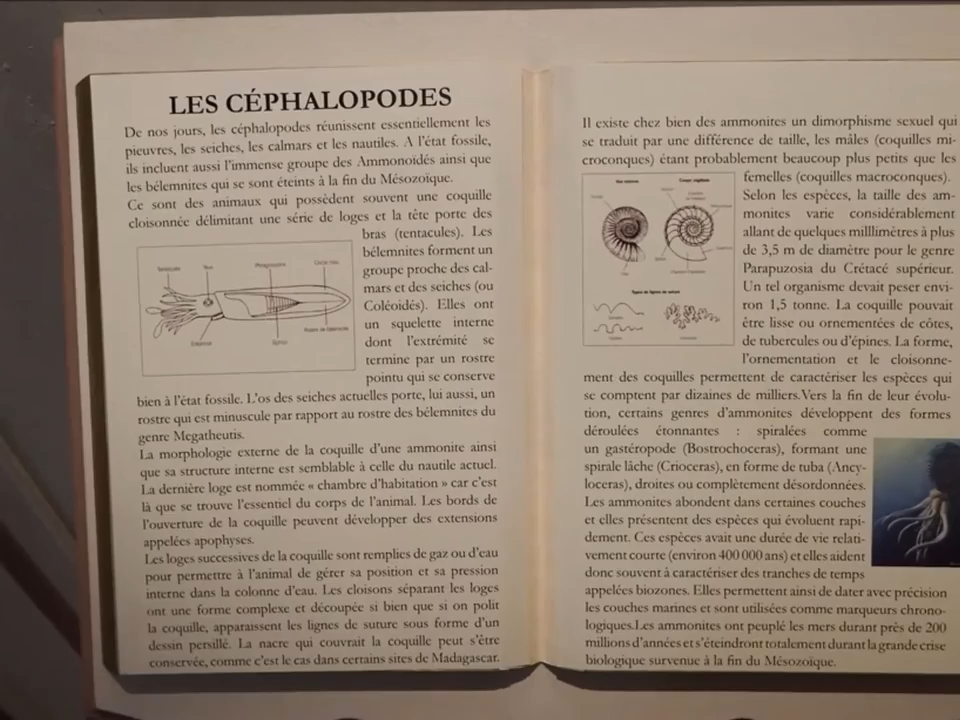 LES CÉPHALOPODES
De nos jours, les céphalopodes réunissent essentiellement les
pieuvres, les seiches, les calmars et les nautiles. A l'état fossile,
ils incluent aussi l'immense groupe des Ammonoidés ainsi que
les bélemnites qui se sont éteints à la fin du Mésozoïque.
Ce sont des animaux qui possèdent souvent une coquille
cloisonnée délimitant une série de loges et la tête porte des
bras (tentacules). Les
bélemnites forment un
groupe proche des cal-
mars et des seiches (ou
Coléoidés). Elles ont
un squelette interne
dont l'extrémité se
termine par un rostre
pointu qui se conserve
bien à l'état fossile. L'os des seiches actuelles porte, lui aussi, un
rostre qui est minuscule par rapport au rostre des bélemnites du
genre Megatheutis.
La morphologie externe de la coquille d'une ammonite ainsi
que sa structure interne est semblable à celle du nautile actuel.
La dernière loge est nommée « chambre d'habitation » car c'est
là que se trouve l'essentiel du corps de l'animal. Les bords de
l'ouverture de la coquille peuvent développer des extensions
appelées apophyses.
Les loges successives de la coquille sont remplies de gaz ou d'eau
pour permettre à l'animal de gérer sa position et sa pression
interne dans la colonne d'eau. Les cloisons séparant les loges
ont une forme complexe et découpée si bien que si on polit
la coquille, apparaissent les lignes de suture sous forme d'un
dessin persillé. La nacre qui couvrait la coquille peut s'être
conservée, comme c'est le cas dans certains sites de Madagascar.
Il existe chez bien des ammonites un dimorphisme sexuel qui
se traduit par une différence de taille, les mâles (coquilles mi-
croconques) étant probablement beaucoup plus petits que les
femelles (coquilles macroconques).
Selon les espèces, la taille des am-
monites varie considérablement
allant de quelques milllimètres à plus
de 3,5 m de diamètre pour le genre
Parapuzosia du Crétacé supérieur.
Un tel organisme devait peser envi-
ron 1,5 tonne. La coquille pouvait
être lisse ou ornementées de côtes,
de tubercules ou d'épines. La forme,
l'ornementation et le cloisonne-
ment des coquilles permettent de caractériser les espèces qui
se comptent par dizaines de milliers.Vers la fin de leur évolu-
tion, certains genres d'ammonites développent des formes
déroulées étonnantes : spiralées comme
un gastéropode (Bostrochoceras), formant une
spirale lâche (Crioceras), en forme de tuba (Ancy-
loceras), droites ou complètement désordonnées.
Les ammonites abondent dans certaines couches
et elles présentent des espèces qui évoluent rapi-
dement. Ces espèces avait une durée de vie relati-
vement courte (environ 400 000 ans) et elles aident
donc souvent à caractériser des tranches de temps
appelées biozones. Elles permettent ainsi de dater avec précision
les couches marines et sont utilisées comme marqueurs chrono-
logiques.Les ammonites ont peuplé les mers durant près de 200
millions d'années et s'éteindront totalement durant la grande crise
biologique survenue à la fin du Mésozoïque.